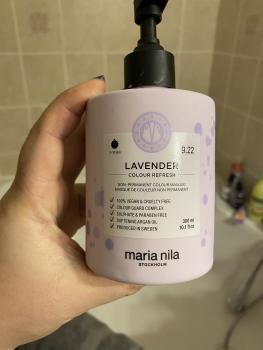 9.22
LAVENDER
COLOUR REFRESH
NON-PERMANENT COLOUR MASQUE
MASQUE DE COULEUR NON PERMANENT
100% VEGAN & CRUELTY FREE
COLOUR GUARD COMPLEX
SULPHATE & PARABEN FREE
SOFTENING ARGAN OIL
PRODUCED IN SWEDEN
300 ml
10.1 fl.oz
maria nila
STOCKHOLM